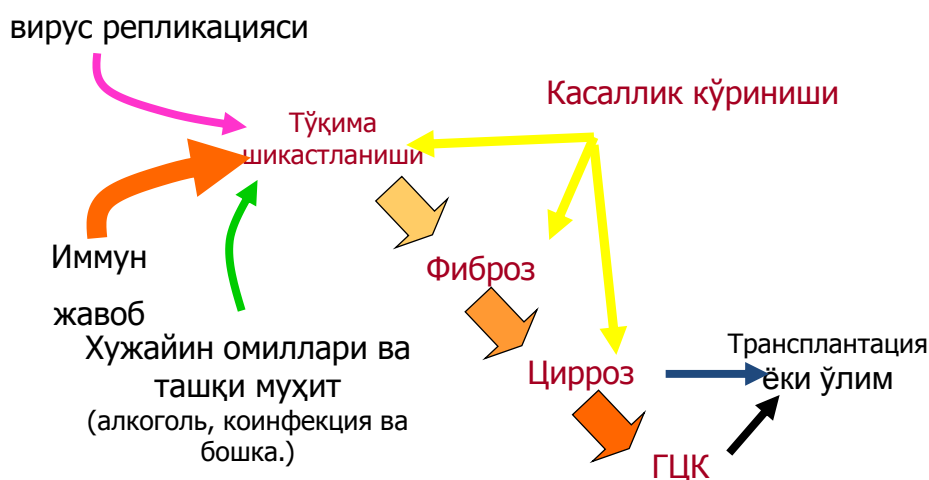 вирус репликацияси
Касаллик кўриниши
Тўқима
шикастланиши
Иммун
жавоб
Фиброз
Хужайин омиллари ва
ташқи муҳит
(алкоголь, коинфекция ва
бошка.)
Цирроз
Трансплантация
ёки ўлим
ГЦК